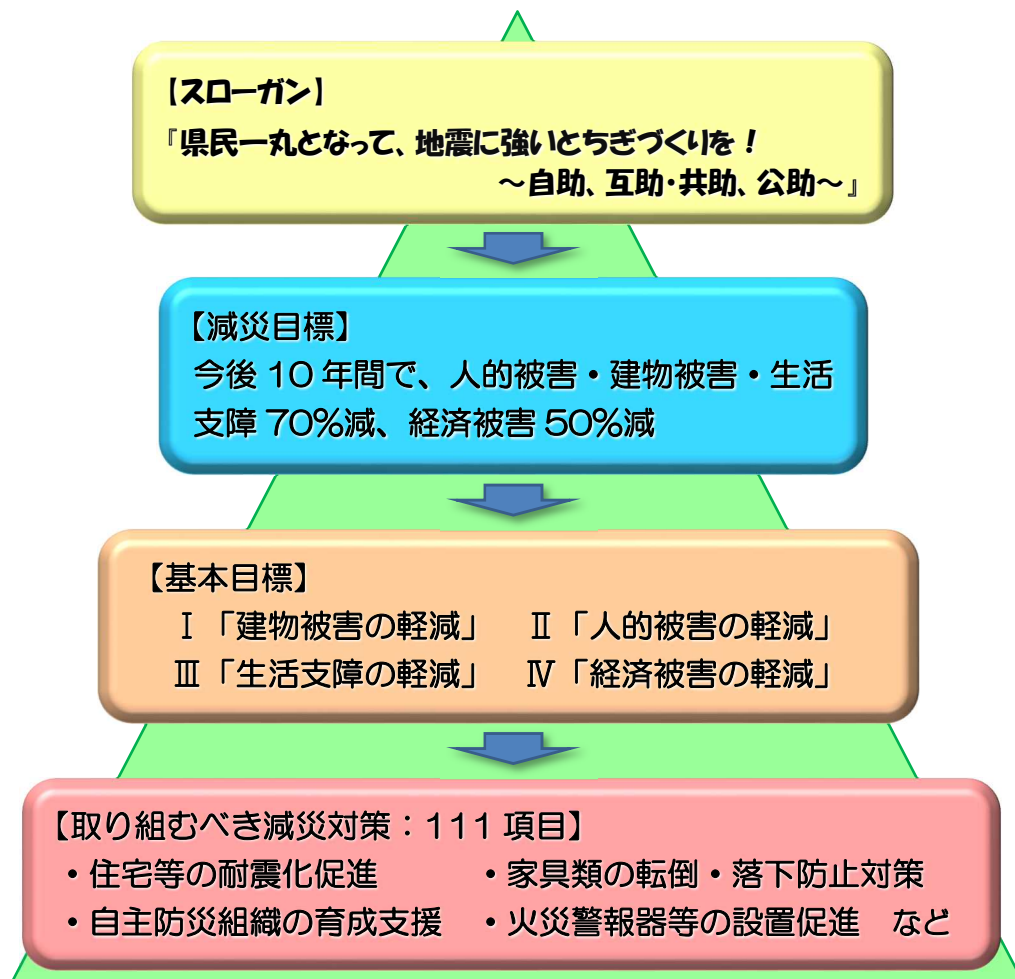 【スローガン】
『県民一丸となって、地震に強いとちぎづくりを！
～自助、互助・共助、公助～』
【減災目標】
今後 10 年間で、人的被害・建物被害・生活
支障 70%減、経済被害 50%減
【基本目標】
Ⅰ「建物被害の軽減」　Ⅱ「人的被害の軽減」
Ⅲ「生活支障の軽減」　Ⅳ「経済被害の軽減」
【取り組むべき減災対策：111 項目】
・住宅等の耐震化促進　　　・家具類の転倒・落下防止対策
・自主防災組織の育成支援　・火災警報器等の設置促進　など